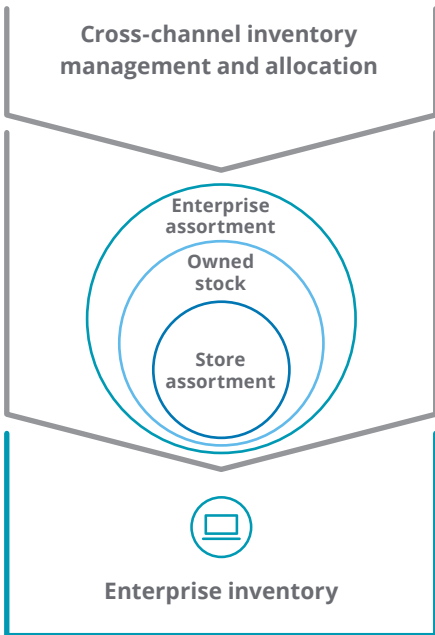 Cross-channel inventory
management and allocation
Enterprise
assortment
Owned
stock
Store
assortment
Enterprise inventory